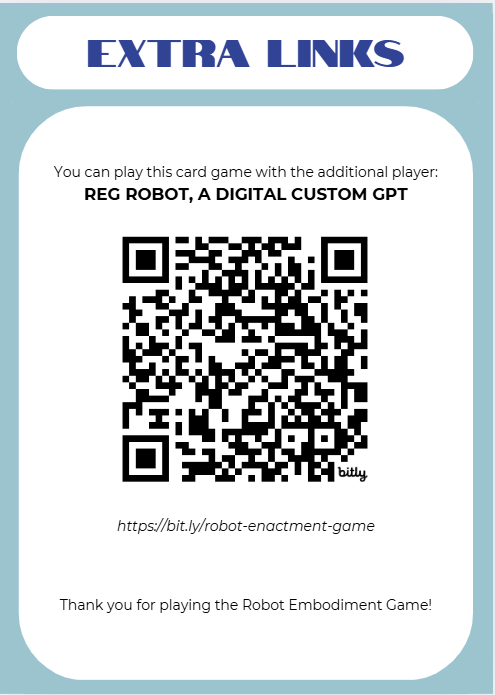 EXTRA LINKS
You can play this card game with the additional player:
REG ROBOT, A DIGITAL CUSTOM GPT
bitly
https://bit.ly/robot-enactment-game
Thank you for playing the Robot Embodiment Game!